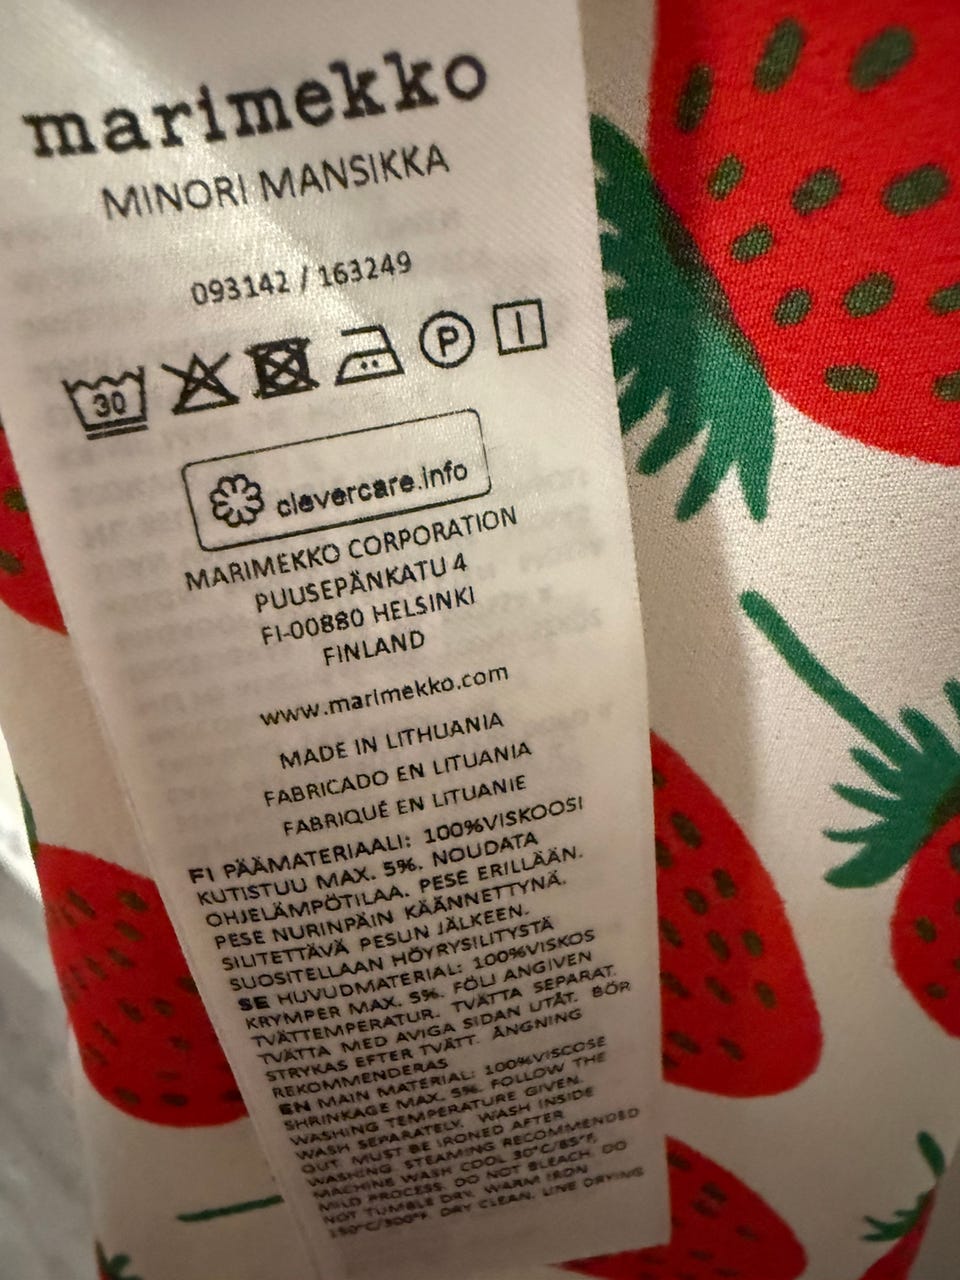 marimekko
MINORI MANSIKKA
093142 / 163249
30 P
clevercare.info
MARIMEKKO CORPORATION
PUUSEPÄNKATU 4
FI-00880 HELSINKI
FINLAND
www.marimekko.com
MADE IN LITHUANIA
FABRICADO EN LITUANIA
FABRIQUÉ EN LITUANIE
FI PÄÄMATERIAALI: 100%VISKOOSI
KUTISTUU MAX. 5%. NOUDATA
OHJELÄMPÖTILAA. PESE ERILLÄÄN.
PESE NURINPÄIN KÄÄNNETTYNÄ.
SILITETTÄVÄ PESUN JÄLKEEN.
SUOSITELLAAN HÖYRYSILITYSTÄ
SE HUVUDMATERIAL: 100%VISKOS
KRYMPER MAX. 5%. FÖLJ ANGIVEN
TVÄTTEMPERATUR. TVÄTTA SEPARAT.
TVÄTTA MED AVIGA SIDAN UTÅT. BÖR
STRYKAS EFTER TVÄTT. ÅNGNING
REKOMMENDERAS
EN MAIN MATERIAL: 100%VISCOSE
SHRINKAGE MAX. 5%. FOLLOW THE
WASHING TEMPERATURE GIVEN.
WASH SEPARATELY. WASH INSIDE
OUT. MUST BE IRONED AFTER
WASHING. STEAMING RECOMMENDED
MACHINE WASH COOL 30°C/85°F,
MILD PROCESS. DO NOT BLEACH. DO
NOT TUMBLE DRY. WARM IRON
150°C/300°F. DRY CLEAN. LINE DRYING